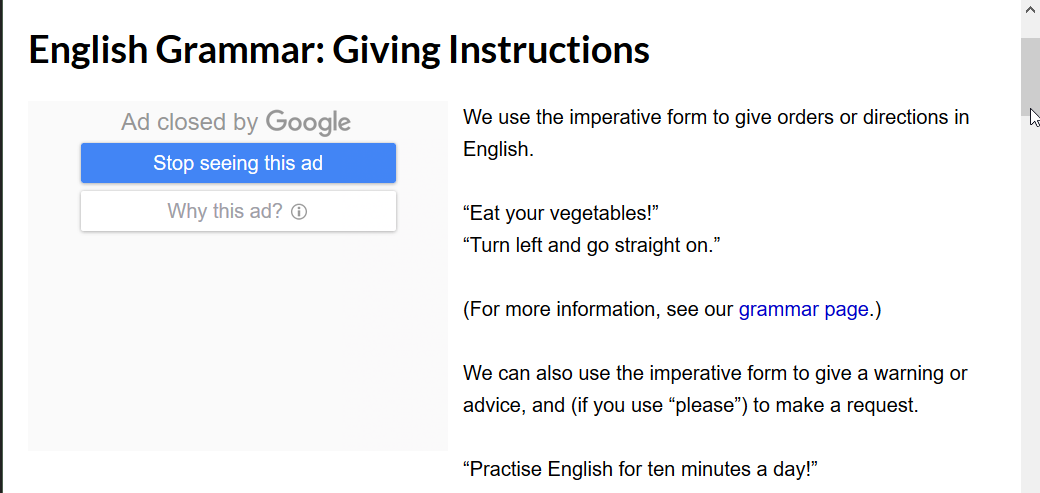 English Grammar: Giving Instructions
Ad closed by Google
Stop seeing this ad
Why this ad?
We use the imperative form to give orders or directions in
English.
“Eat your vegetables!”
“Turn left and go straight on.”
(For more information, see our grammar page.)
We can also use the imperative form to give a warning or
advice, and (if you use “please”) to make a request.
“Practise English for ten minutes a day!”